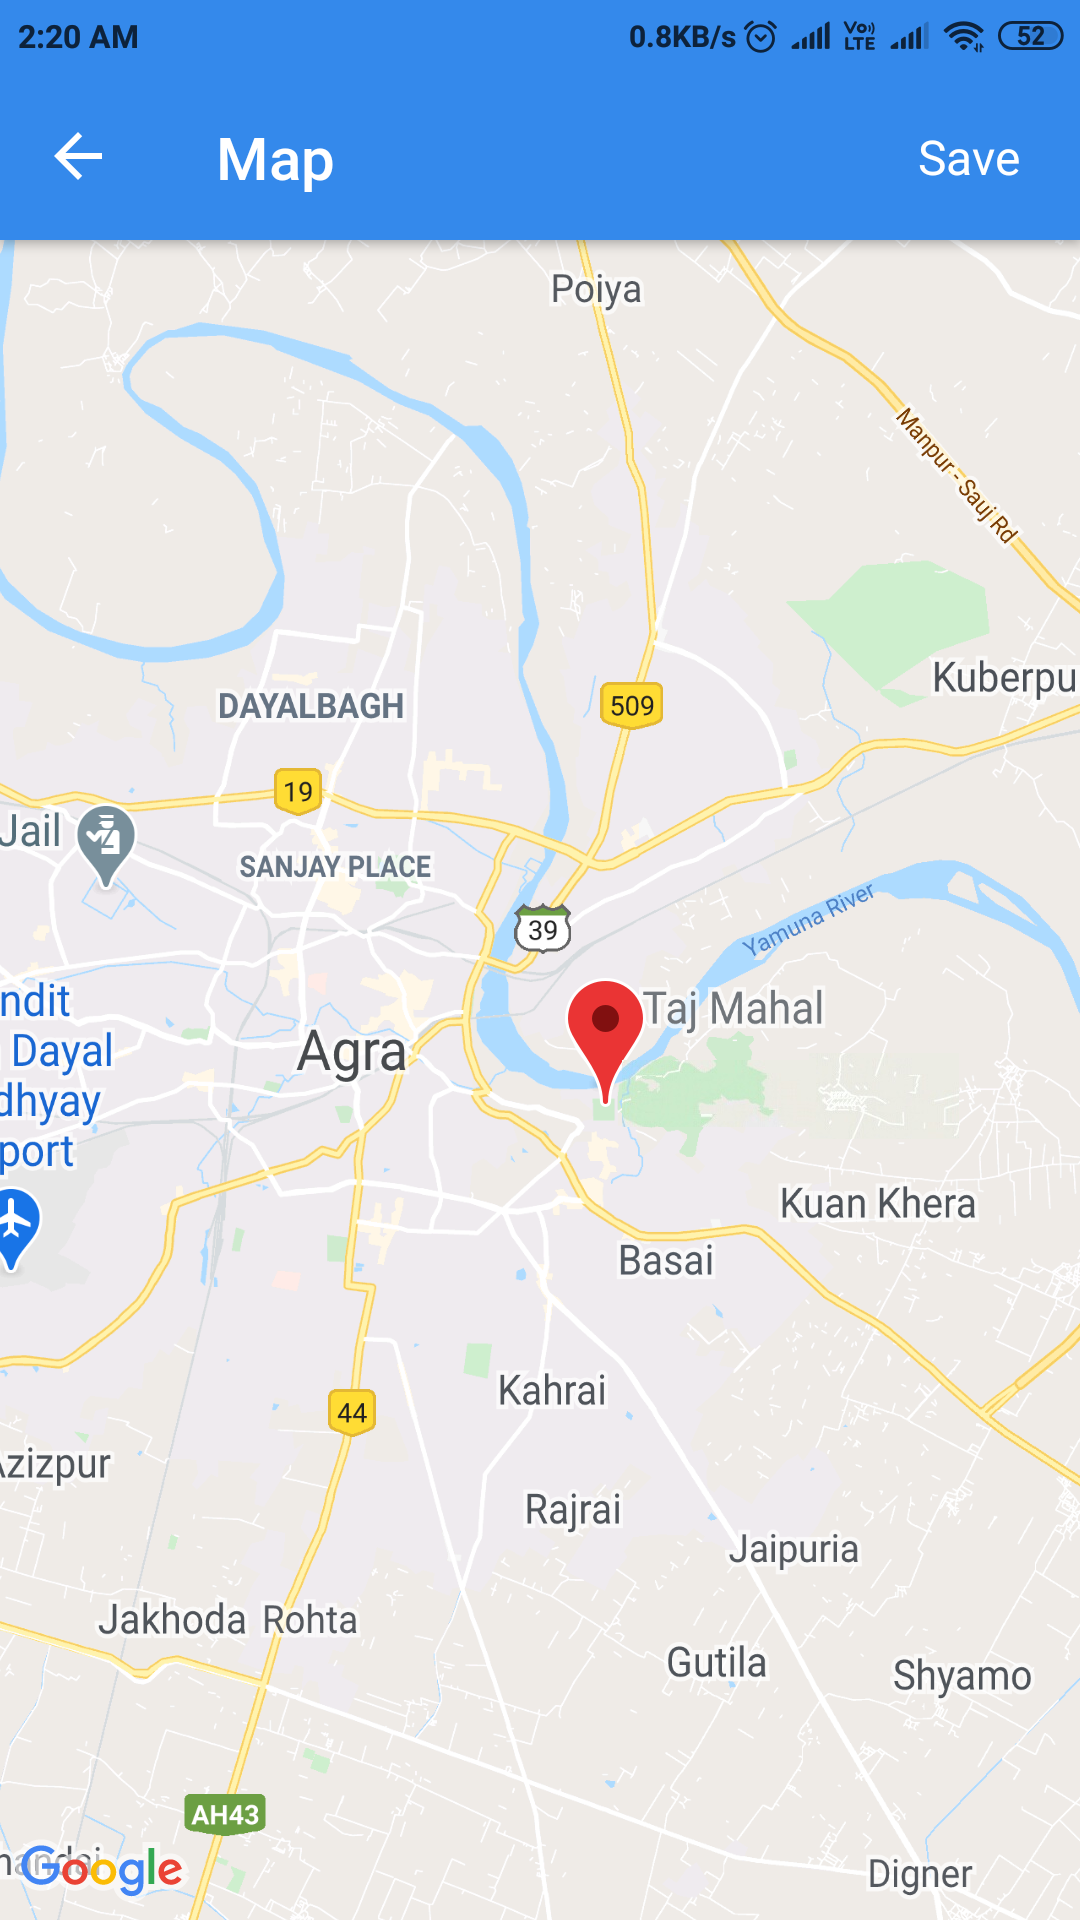 2:20 AM
0.8KB/s
Vo))
LTE
52
Map
Save
Poiya
Manpur - Sauj Rd
Kuberpu
DAYALBAGH
509
19
Jail
SANJAY PLACE
39
Yamuna River
Taj Mahal
ndit
Dayal
dhyay
port
Agra
Kuan Khera
Basai
Kahrai
44
Azizpur
Rajrai
Jaipuria
Jakhoda
Rohta
Gutila
Shyamo
AH43
Google
Digner